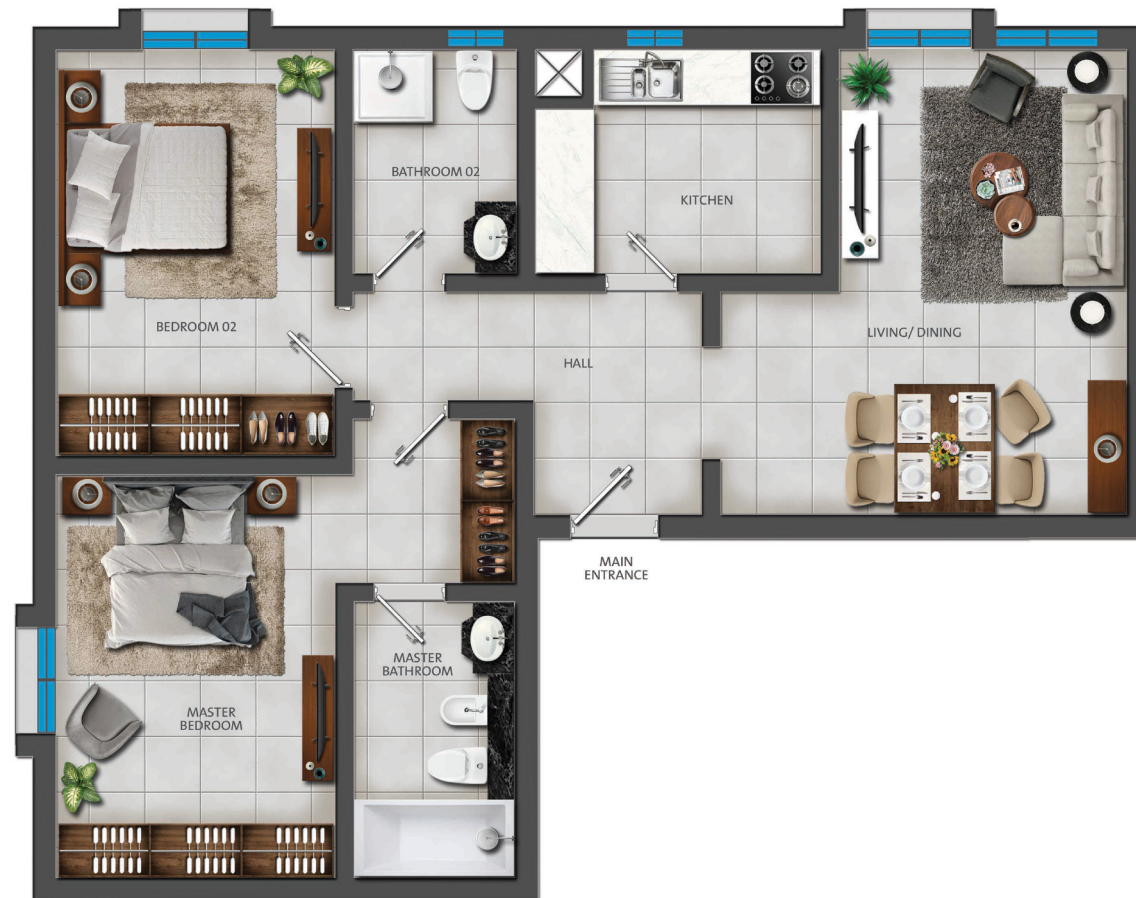 BATHROOM 02
KITCHEN
BEDROOM 02
HALL
LIVING/ DINING
MAIN
ENTRANCE
MASTER
BATHROOM
MASTER
BEDROOM